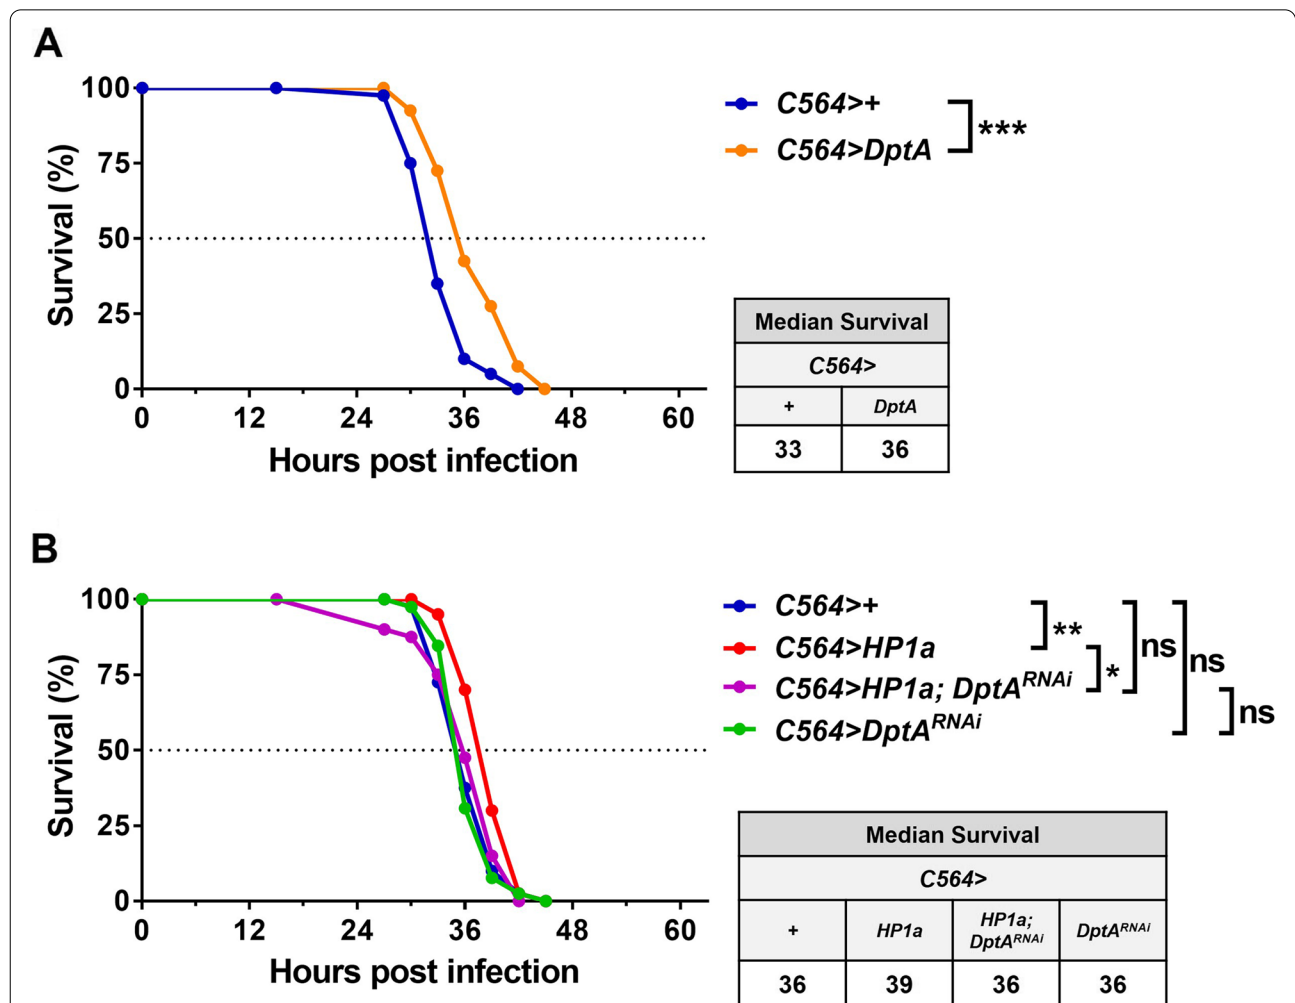 A
100
75
50
25
0
Survival (%)
0 12 24 36 48 60
Hours post infection
C564>+
C564>DptA
***
Median Survival
C564>
+ DptA
33 36
B
100
75
50
25
0
Survival (%)
0 12 24 36 48 60
Hours post infection
C564>+
C564>HP1a
C564>HP1a; DptA^RNAi
C564>DptA^RNAi
**
*
ns
ns
ns
Median Survival
C564>
+ HP1a HP1a; DptA^RNAi DptA^RNAi
36 39 36 36